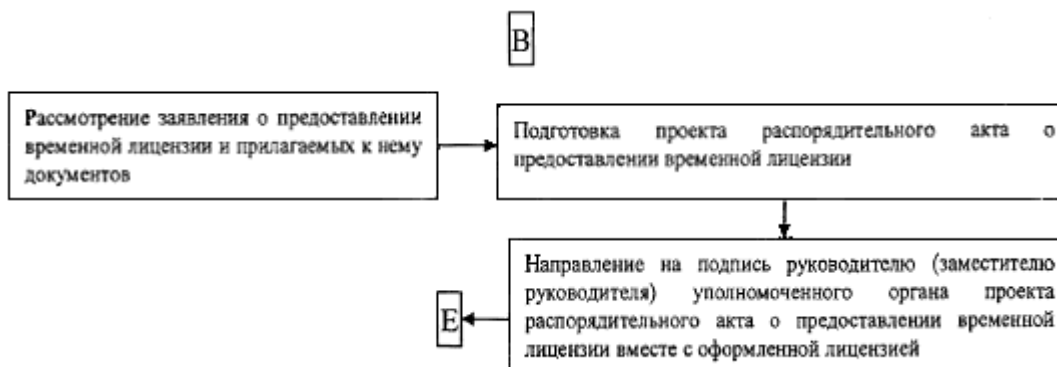 В
Рассмотрение заявления о предоставлении
временной лицензии и прилагаемых к нему
документов
Подготовка проекта распорядительного акта о
предоставлении временной лицензии
Направление на подпись руководителю (заместителю
руководителя) уполномоченного органа проекта
распорядительного акта о предоставлении временной
лицензии вместе с оформленной лицензией
Е